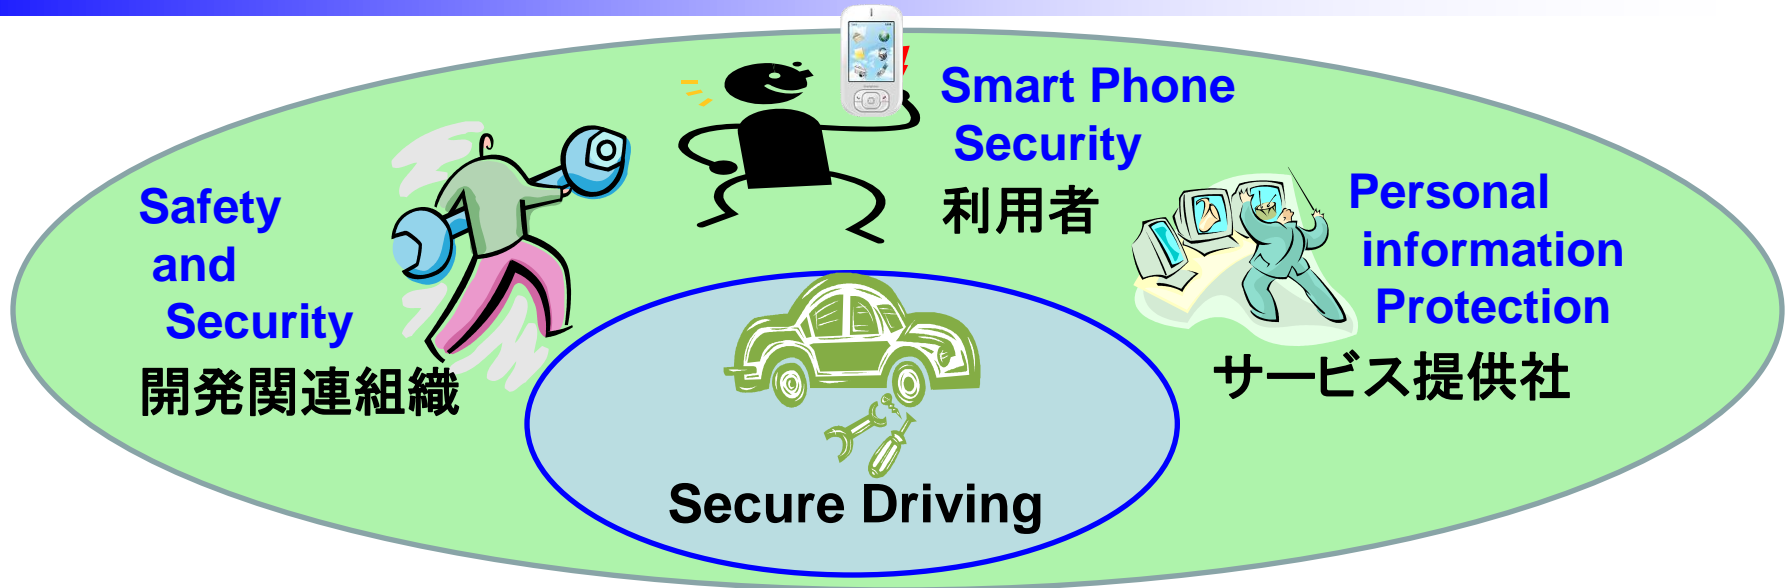 Smart Phone
Security
利用者
Safety
and
Security
開発関連組織
Personal
information
Protection
サービス提供社
Secure Driving